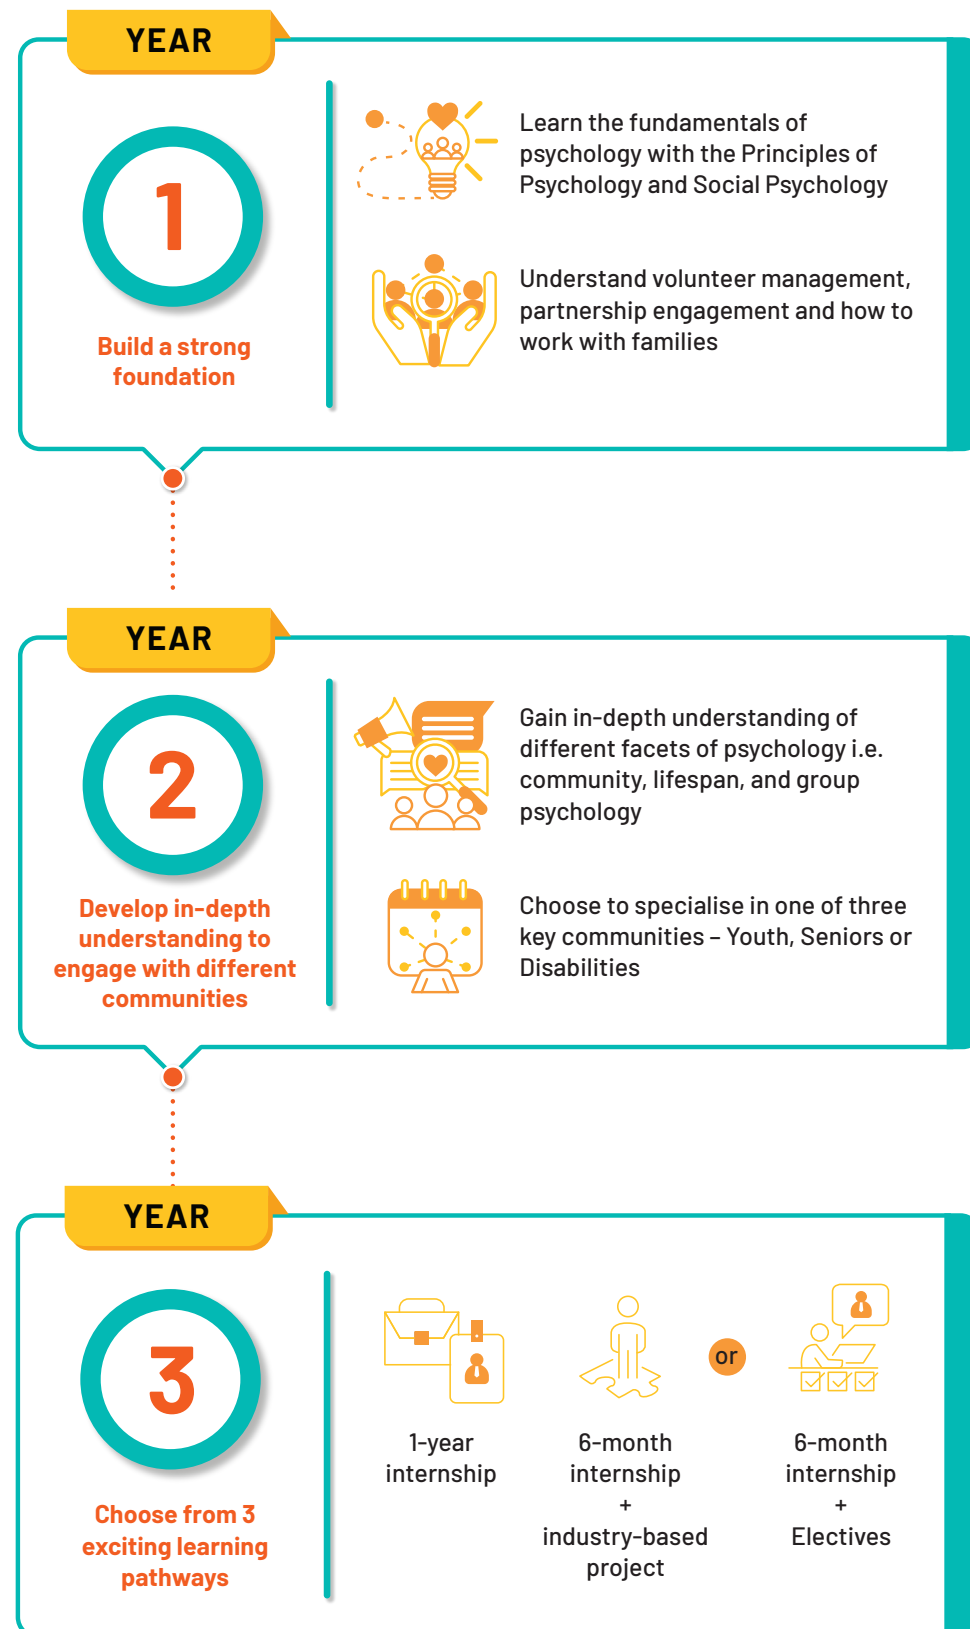 YEAR
1
Build a strong
foundation
Learn the fundamentals of
psychology with the Principles of
Psychology and Social Psychology
Understand volunteer management,
partnership engagement and how to
work with families
YEAR
2
Develop in-depth
understanding to
engage with different
communities
Gain in-depth understanding of
different facets of psychology i.e.
community, lifespan, and group
psychology
Choose to specialise in one of three
key communities – Youth, Seniors or
Disabilities
YEAR
3
Choose from 3
exciting learning
pathways
1-year
internship
6-month
internship
+
industry-based
project
or
6-month
internship
+
Electives